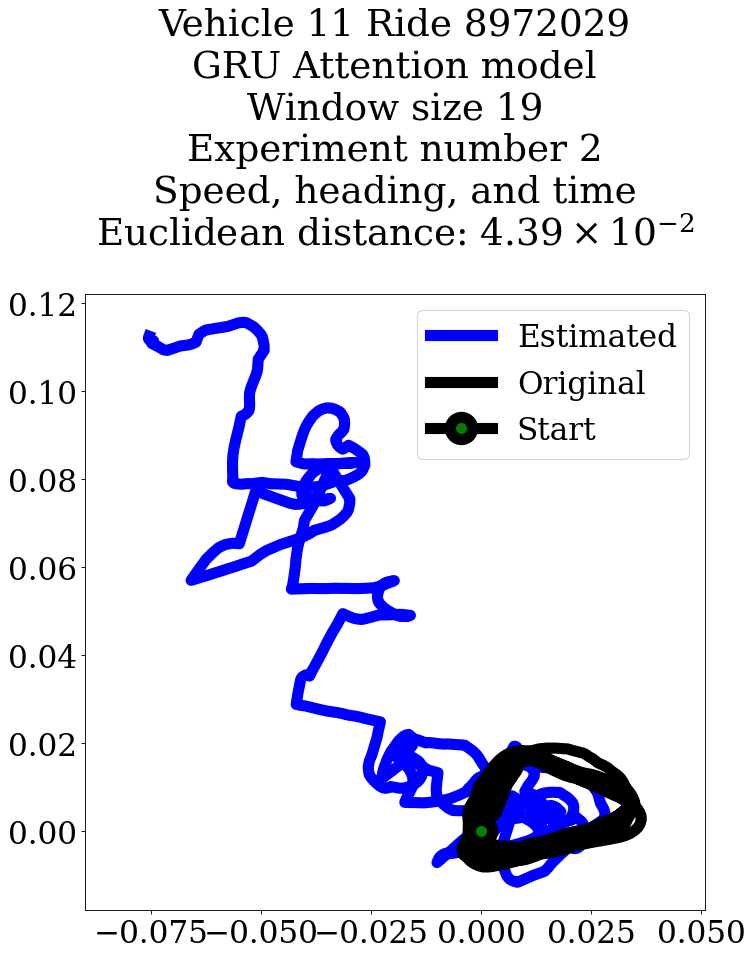 Vehicle 11 Ride 8972029
GRU Attention model
Window size 19
Experiment number 2
Speed, heading, and time
Euclidean distance: 4.39 × 10⁻²
0.12
0.10
0.08
0.06
0.04
0.02
0.00
Estimated
Original
Start
−0.075 −0.050 −0.025 0.000 0.025 0.050